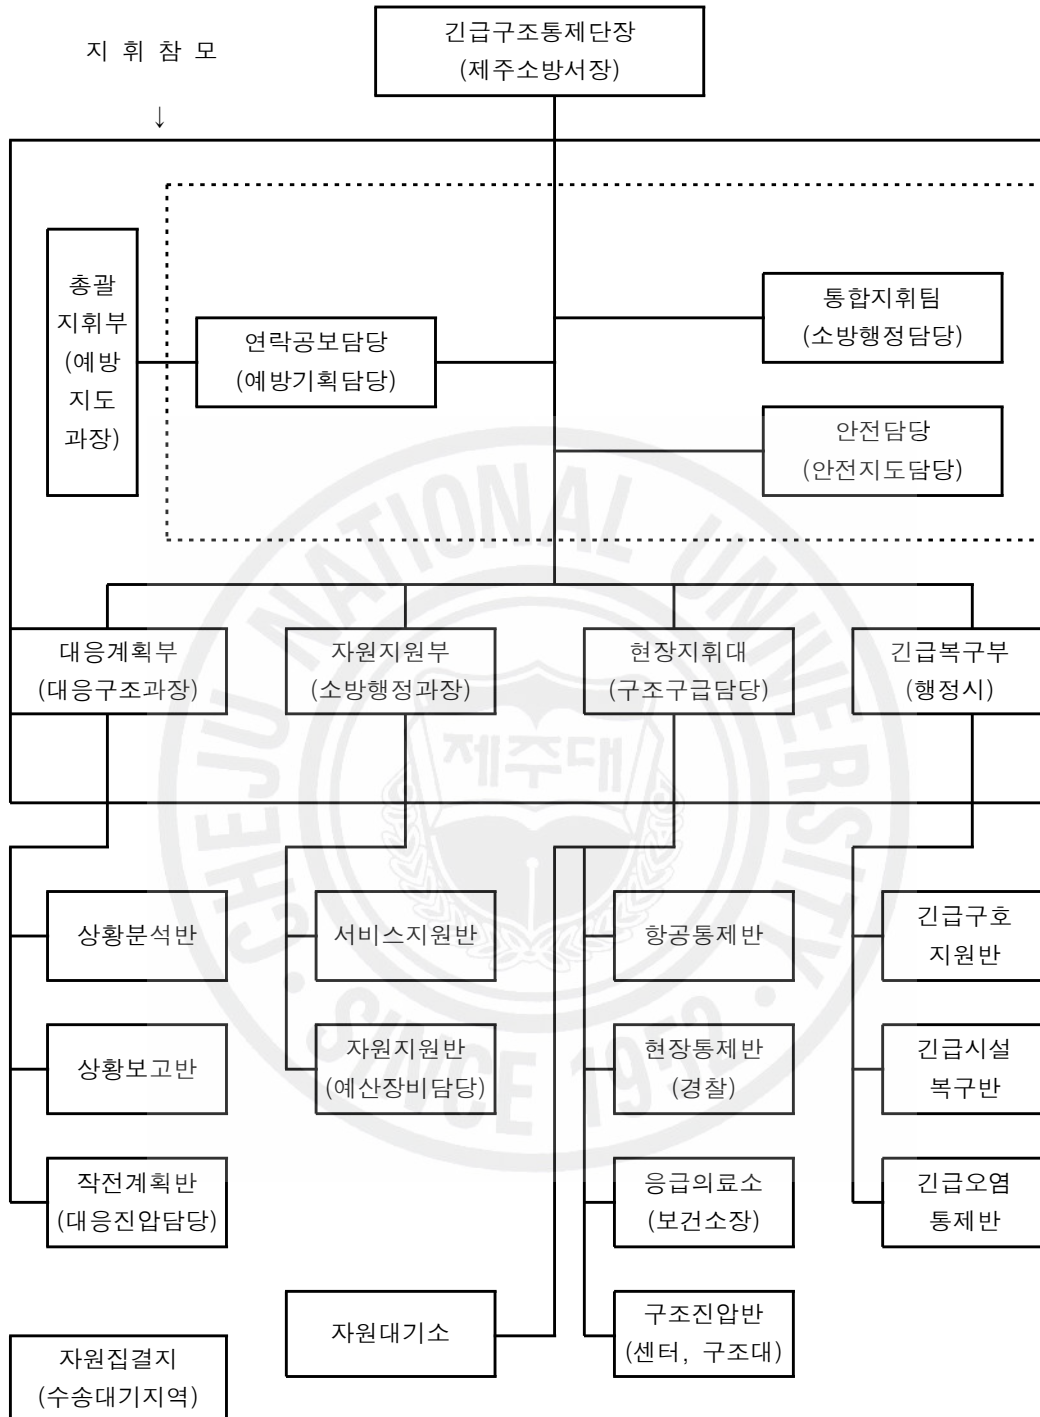 긴급구조통제단장
(제주소방서장)
지 휘 참 모
↓
총괄
지휘부
(예방
지도
과장)
연락공보담당
(예방기획담당)
통합지휘팀
(소방행정담당)
안전담당
(안전지도담당)
대응계획부
(대응구조과장)
자원지원부
(소방행정과장)
현장지휘대
(구조구급담당)
긴급복구부
(행정시)
상황분석반
서비스지원반
항공통제반
긴급구호
지원반
상황보고반
자원지원반
(예산장비담당)
현장통제반
(경찰)
긴급시설
복구반
작전계획반
(대응진압담당)
응급의료소
(보건소장)
긴급오염
통제반
자원대기소
구조진압반
(센터, 구조대)
자원집결지
(수송대기지역)
CHEJU NATIONAL UNIVERSITY
제주대
SINCE 1952